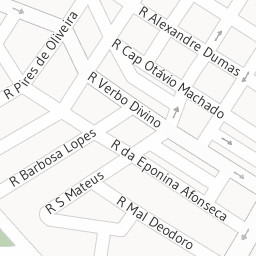 R Alexandre Dumas
R Pires de Oliveira
R Cap Otávio Machado
R Verbo Divino
R Barbosa Lopes
R da Eponina Afonseca
R S Mateus
R Mal Deodoro